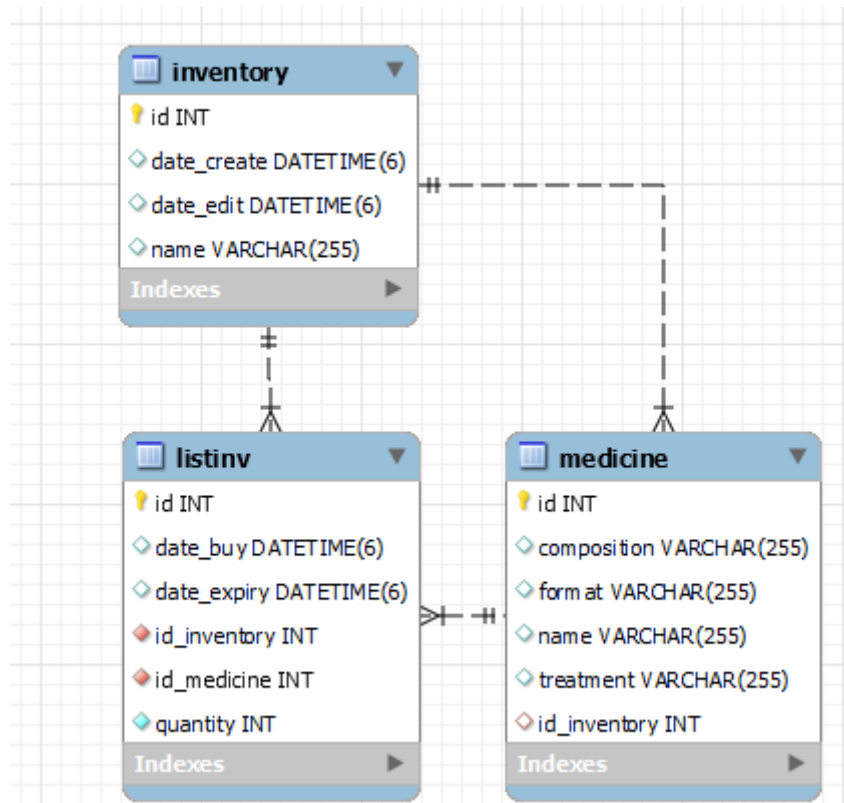 inventory
id INT
date_create DATETIME(6)
date_edit DATETIME(6)
name VARCHAR(255)
Indexes
listinv
id INT
date_buy DATETIME(6)
date_expiry DATETIME(6)
id_inventory INT
id_medicine INT
quantity INT
Indexes
medicine
id INT
composition VARCHAR(255)
format VARCHAR(255)
name VARCHAR(255)
treatment VARCHAR(255)
id_inventory INT
Indexes